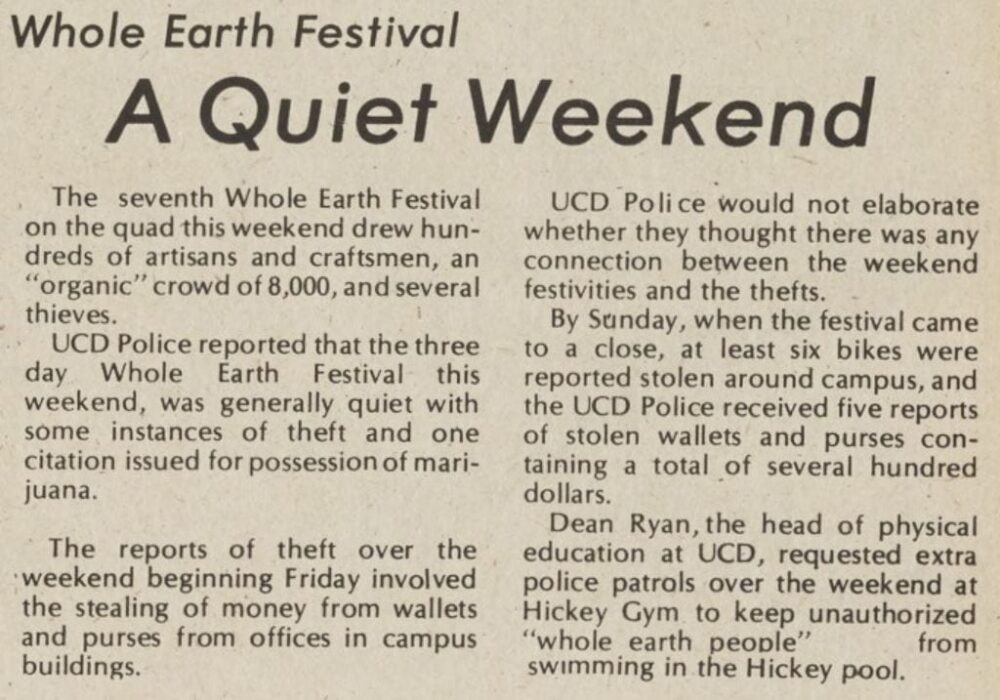 Whole Earth Festival
A Quiet Weekend
The seventh Whole Earth Festival
on the quad this weekend drew hun-
dreds of artisans and craftsmen, an
"organic" crowd of 8,000, and several
thieves.
UCD Police reported that the three
day Whole Earth Festival this
weekend, was generally quiet with
some instances of theft and one
citation issued for possession of mari-
juana.
The reports of theft over the
weekend beginning Friday involved
the stealing of money from wallets
and purses from offices in campus
buildings.
UCD Police would not elaborate
whether they thought there was any
connection between the weekend
festivities and the thefts.
By Sunday, when the festival came
to a close, at least six bikes were
reported stolen around campus, and
the UCD Police received five reports
of stolen wallets and purses con-
taining a total of several hundred
dollars.
Dean Ryan, the head of physical
education at UCD, requested extra
police patrols over the weekend at
Hickey Gym to keep unauthorized
"whole earth people" from
swimming in the Hickey pool.